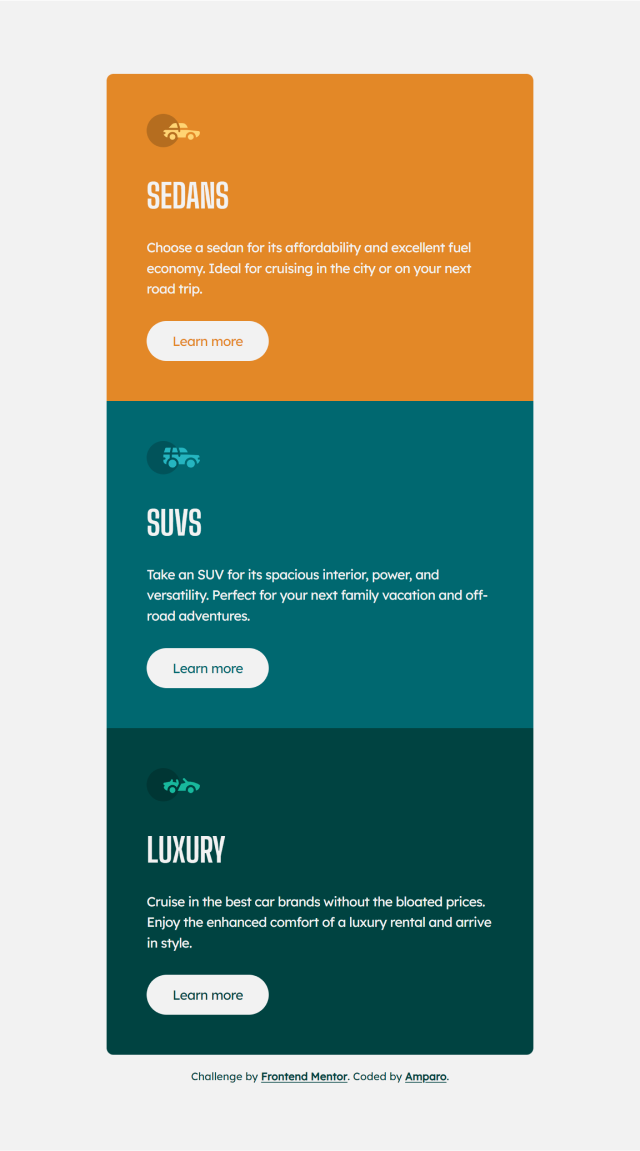 SEDANS
Choose a sedan for its affordability and excellent fuel
economy. Ideal for cruising in the city or on your next
road trip.
Learn more
SUVS
Take an SUV for its spacious interior, power, and
versatility. Perfect for your next family vacation and off-
road adventures.
Learn more
LUXURY
Cruise in the best car brands without the bloated prices.
Enjoy the enhanced comfort of a luxury rental and arrive
in style.
Learn more
Challenge by Frontend Mentor. Coded by Amparo.